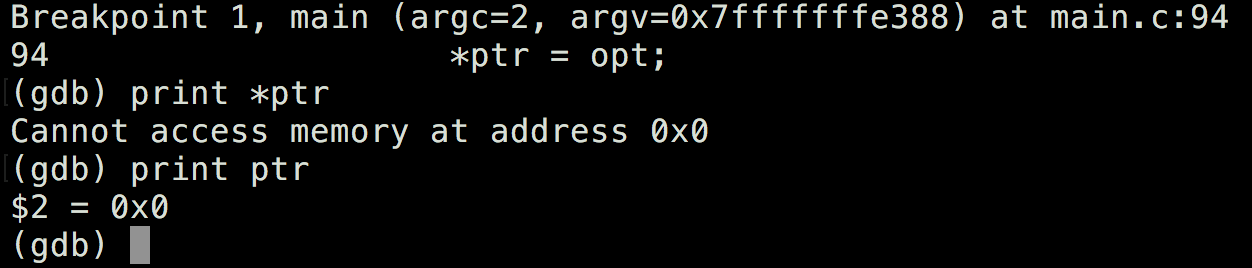 Breakpoint 1, main (argc=2, argv=0x7fffffffe388) at main.c:94
94                    *ptr = opt;
(gdb) print *ptr
Cannot access memory at address 0x0
(gdb) print ptr
$2 = 0x0
(gdb)